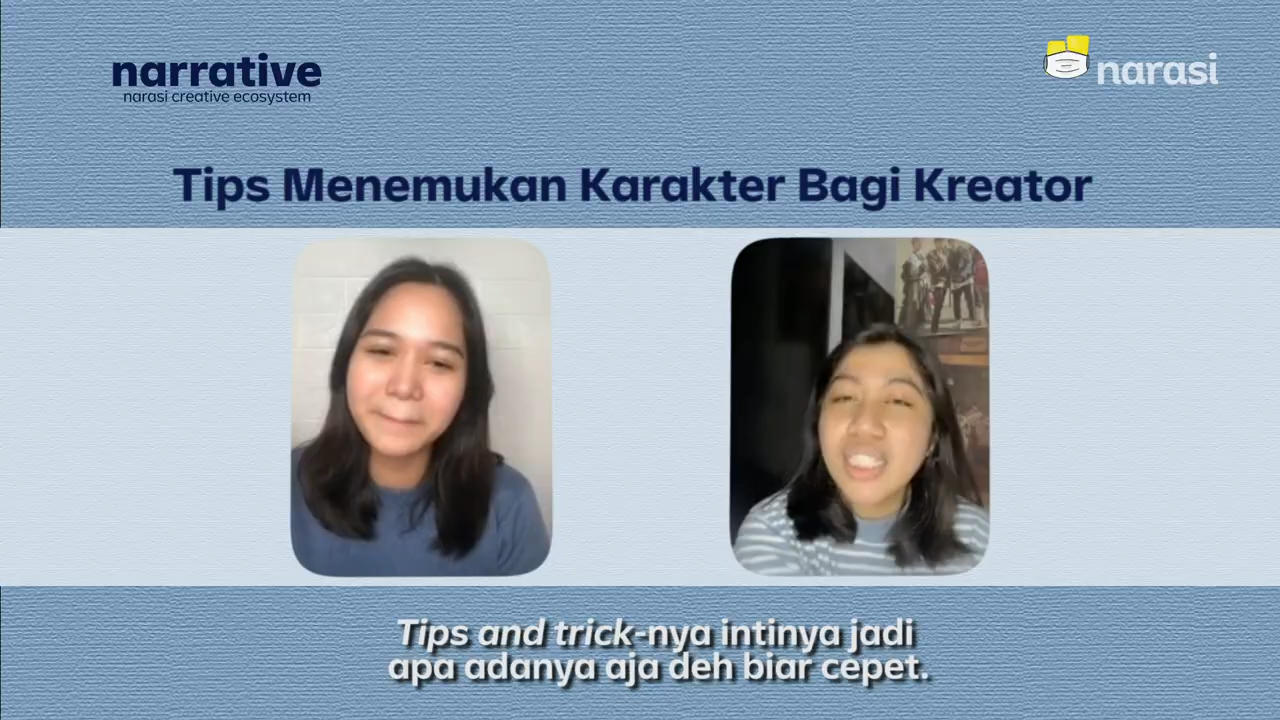 narrative
narasi creative ecosystem
narasi
Tips Menemukan Karakter Bagi Kreator
Tips and trick-nya intinya jadi
apa adanya aja deh biar cepet.